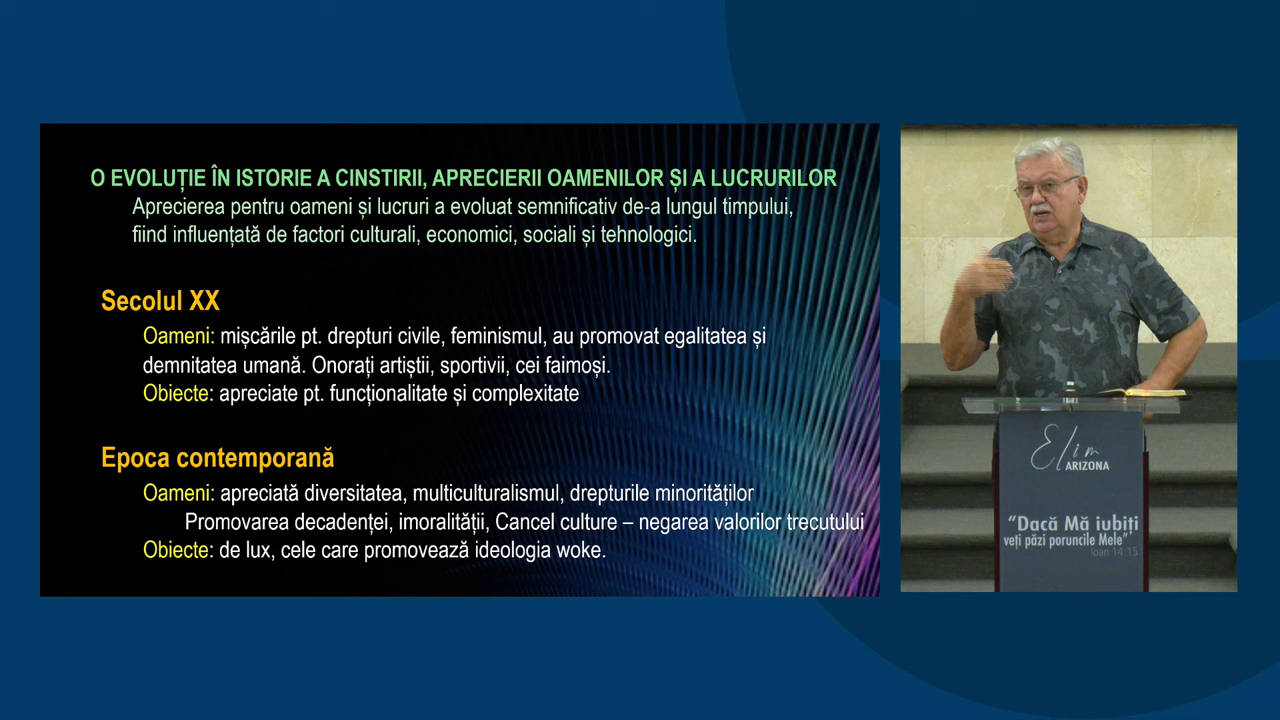 O EVOLUȚIE ÎN ISTORIE A CINSTIRII, APRECIERII OAMENILOR ȘI A LUCRURILOR
Aprecierea pentru oameni și lucruri a evoluat semnificativ de-a lungul timpului,
fiind influențată de factori culturali, economici, sociali și tehnologici.
Secolul XX
Oameni: mișcările pt. drepturi civile, feminismul, au promovat egalitatea și
demnitatea umană. Onorați artiștii, sportivii, cei faimoși.
Obiecte: apreciate pt. funcționalitate și complexitate
Epoca contemporană
Oameni: apreciată diversitatea, multiculturalismul, drepturile minorităților
Promovarea decadenței, imoralității, Cancel culture – negarea valorilor trecutului
Obiecte: de lux, cele care promovează ideologia woke.
Elim
ARIZONA
“Dacă Mă iubiți
veți păzi poruncile Mele”
Ioan 14:15